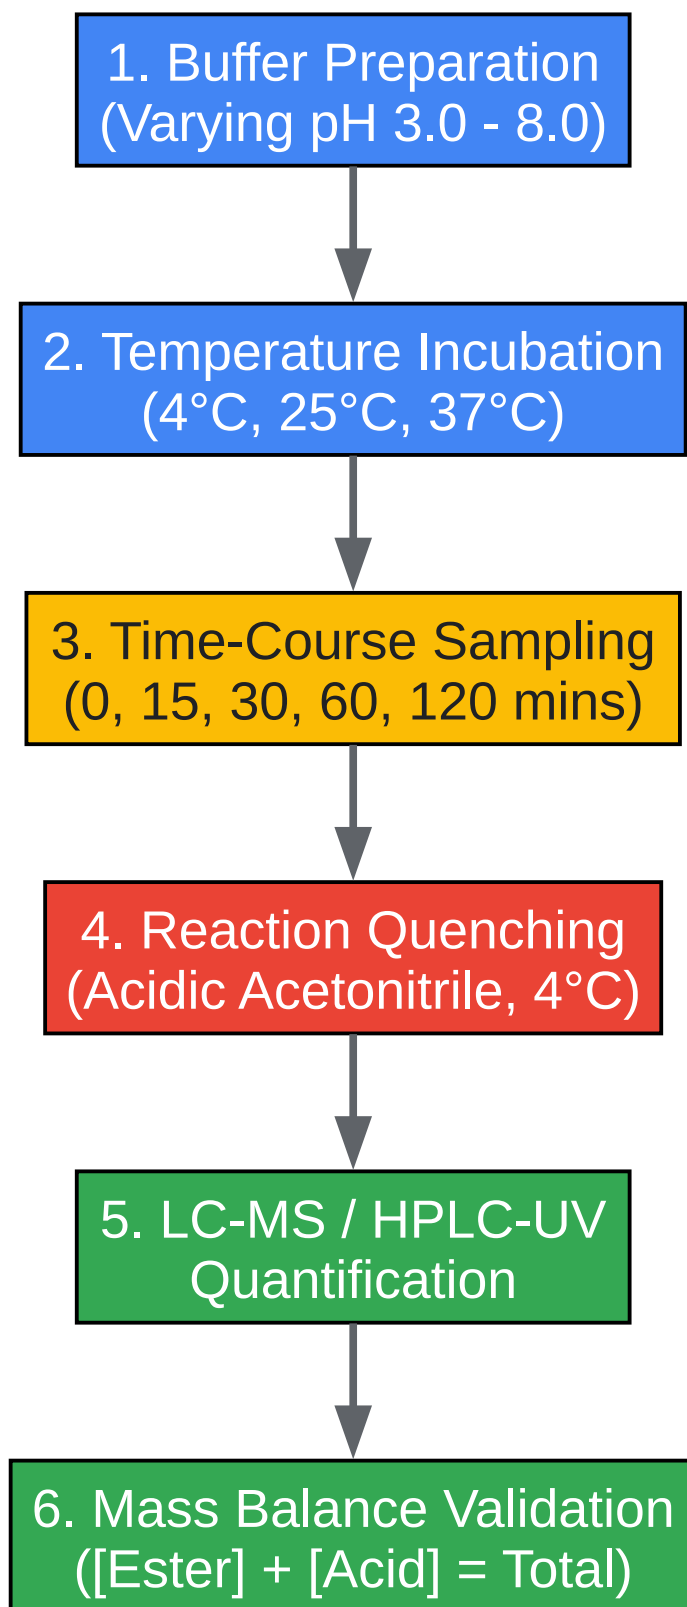 1. Buffer Preparation
(Varying pH 3.0 - 8.0)
2. Temperature Incubation
(4°C, 25°C, 37°C)
3. Time-Course Sampling
(0, 15, 30, 60, 120 mins)
4. Reaction Quenching
(Acidic Acetonitrile, 4°C)
5. LC-MS / HPLC-UV
Quantification
6. Mass Balance Validation
([Ester] + [Acid] = Total)